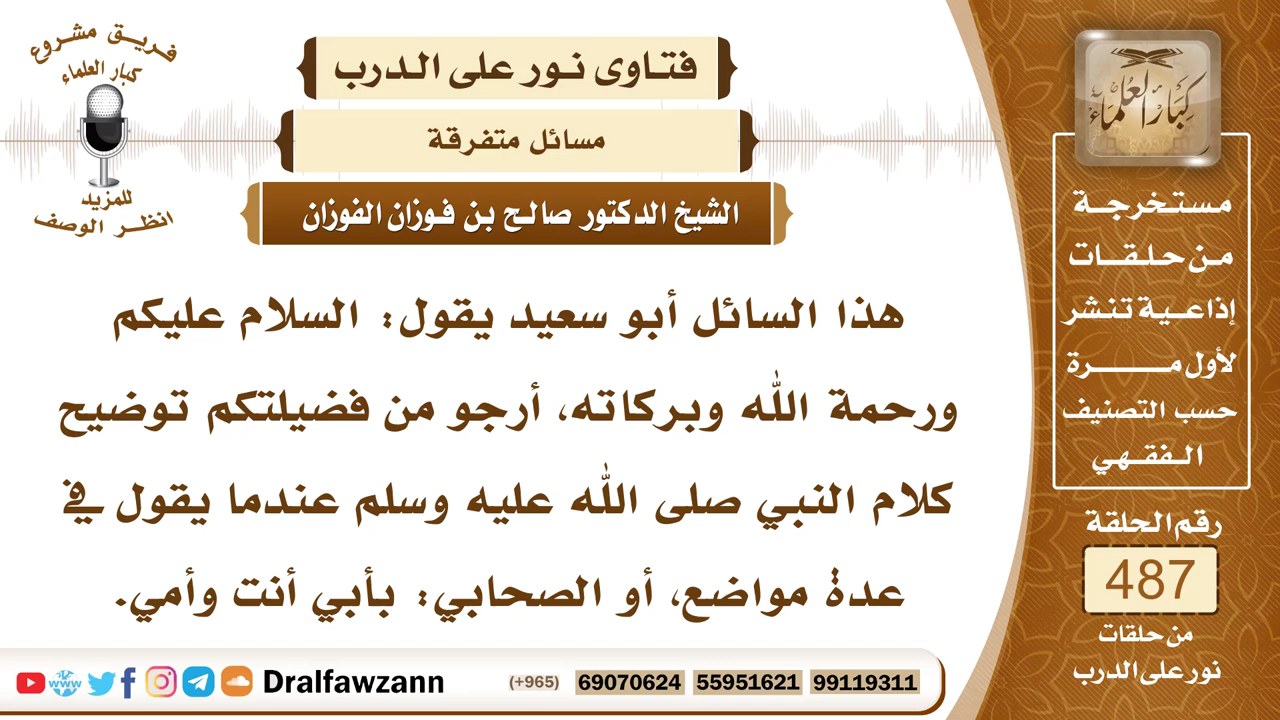 فريق مشروع
كبار العلماء
للمزيد
انظر الوصف
فتاوى نور على الدرب
مسائل متفرقة
الشيخ الدكتور صالح بن فوزان الفوزان
هذا السائل أبو سعيد يقول: السلام عليكم
ورحمة الله وبركاته، أرجو من فضيلتكم توضيح
كلام النبي صلى الله عليه وسلم عندما يقول في
عدة مواضع، أو الصحابي: بأبي أنت وأمي.
كبار العلماء
مستخرجة
من حلقات
إذاعية تنشر
لأول مرة
حسب التصنيف
الفقهي
رقم الحلقة
487
من حلقات
نور على الدرب
www Dralfawzann (+965) 69070624 55951621 99119311